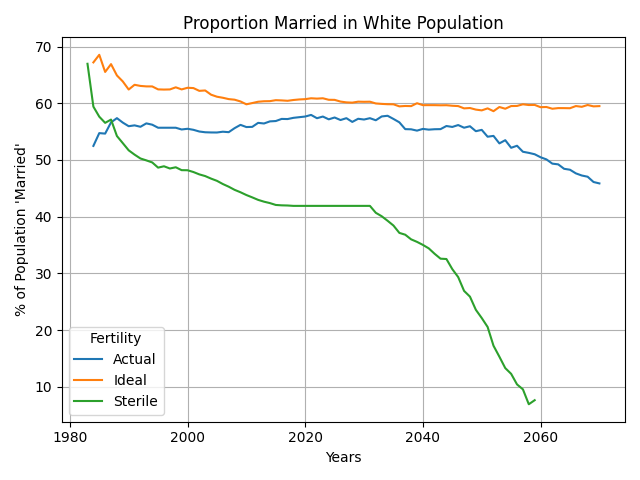 Proportion Married in White Population
% of Population 'Married'
70
60
50
40
30
20
10
Fertility
Actual
Ideal
Sterile
1980
2000
2020
2040
2060
Years